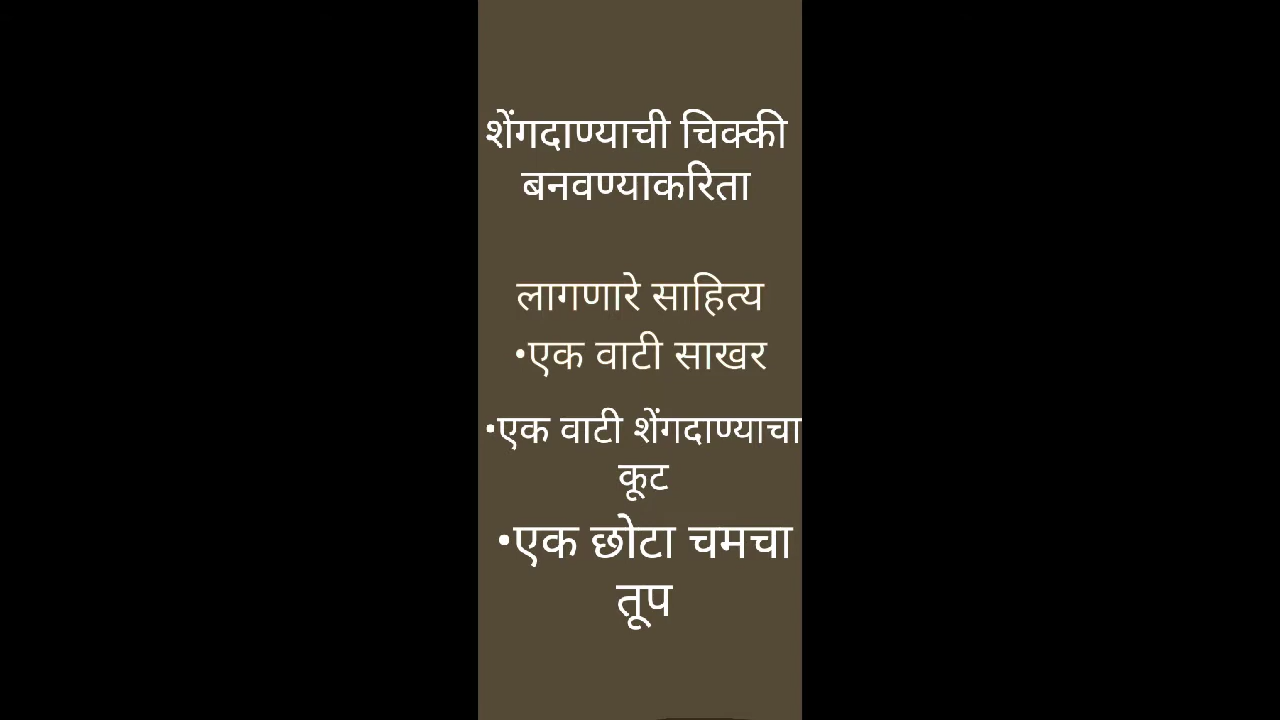 शेंगदाण्याची चिक्की
बनवण्याकरिता
लागणारे साहित्य
•एक वाटी साखर
•एक वाटी शेंगदाण्याचा
कूट
•एक छोटा चमचा
तूप